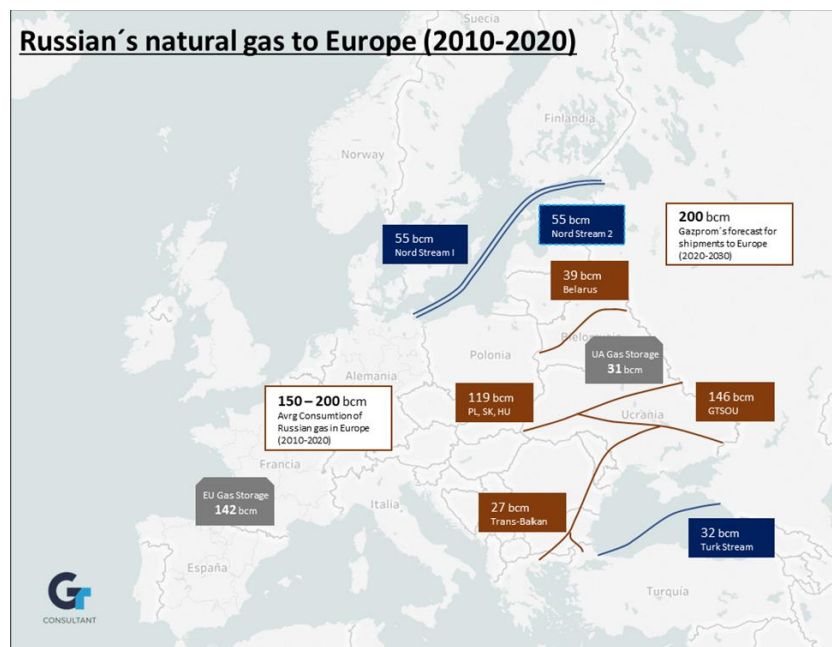 Suecia
Russian´s natural gas to Europe (2010-2020)
Finlandia
Norway
55 bcm
Nord Stream I
55 bcm
Nord Stream 2
200 bcm
Gazprom´s forecast for
shipments to Europe
(2020-2030)
39 bcm
Belarus
Polonia
UA Gas Storage
31 bcm
Alemania
150 – 200 bcm
Avrg Consumtion of
Russian gas in Europe
(2010-2020)
119 bcm
PL, SK, HU
146 bcm
GTSOU
Ucrania
Francia
EU Gas Storage
142 bcm
27 bcm
Trans-Balkan
Italia
32 bcm
Turk Stream
España
Turquía
GT
CONSULTANT